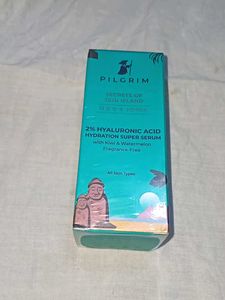 PILGRIM
SECRETS OF
JEJU ISLAND
2% HYALURONIC ACID
HYDRATION SUPER SERUM
with Kiwi & Watermelon
Fragrance-Free
All Skin Types